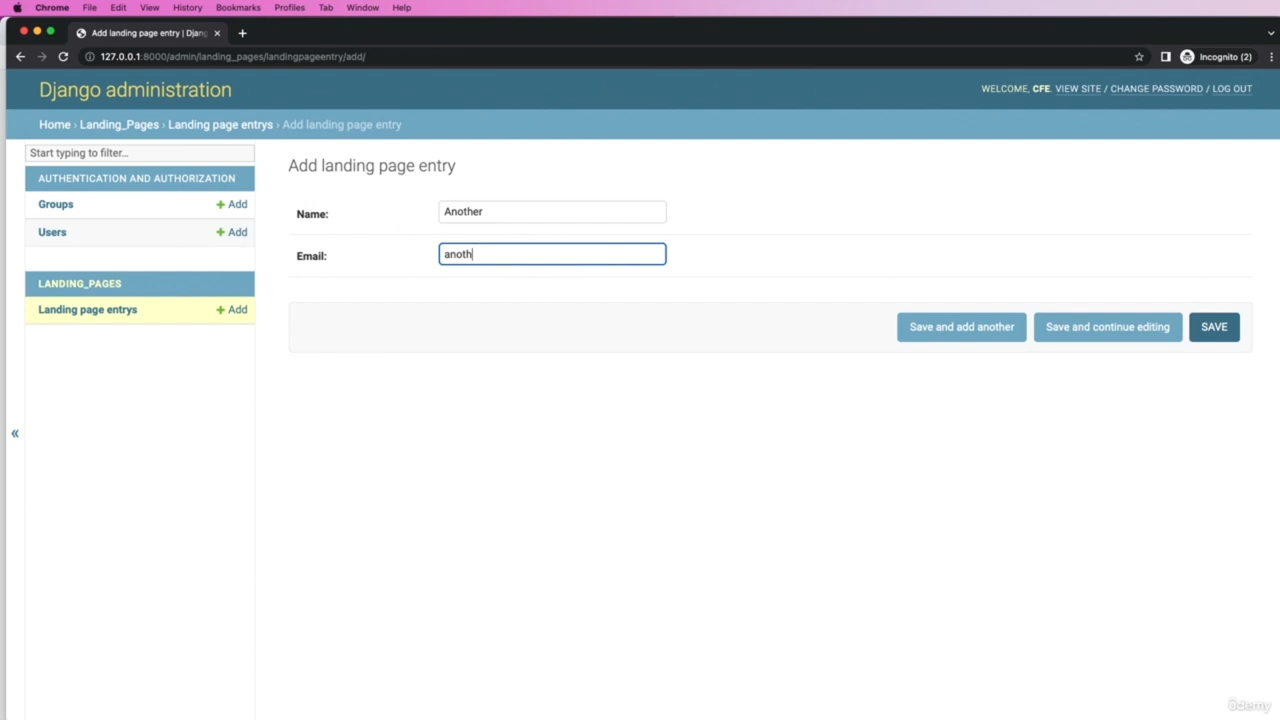 Chrome File Edit View History Bookmarks Profiles Tab Window Help
Add landing page entry | Djang
127.0.0.1:8000/admin/landing_pages/landingpageentry/add/
Incognito (2)
Django administration
WELCOME, CFE. VIEW SITE / CHANGE PASSWORD / LOG OUT
Home › Landing_Pages › Landing page entrys › Add landing page entry
Start typing to filter...
AUTHENTICATION AND AUTHORIZATION
Groups + Add
Users + Add
LANDING_PAGES
Landing page entrys + Add
«
Add landing page entry
Name: Another
Email: anoth
Save and add another
Save and continue editing
SAVE
ûdemy